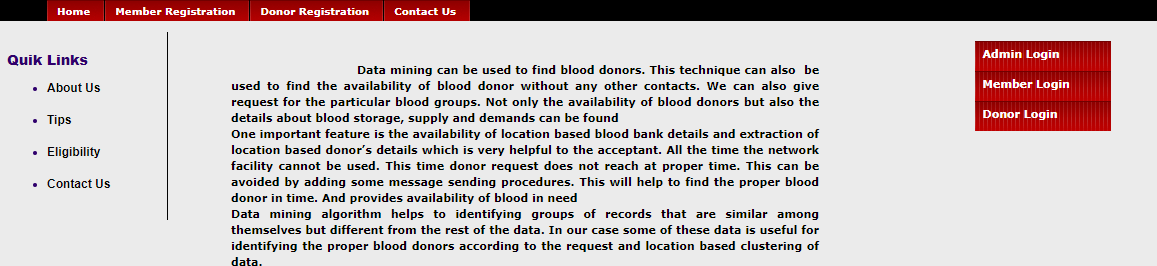 Home Member Registration Donor Registration Contact Us
Quik Links
About Us
Tips
Eligibility
Contact Us
Data mining can be used to find blood donors. This technique can also be
used to find the availability of blood donor without any other contacts. We can also give
request for the particular blood groups. Not only the availability of blood donors but also the
details about blood storage, supply and demands can be found
One important feature is the availability of location based blood bank details and extraction of
location based donor's details which is very helpful to the acceptant. All the time the network
facility cannot be used. This time donor request does not reach at proper time. This can be
avoided by adding some message sending procedures. This will help to find the proper blood
donor in time. And provides availability of blood in need
Data mining algorithm helps to identifying groups of records that are similar among
themselves but different from the rest of the data. In our case some of these data is useful for
identifying the proper blood donors according to the request and location based clustering of
data.
Admin Login
Member Login
Donor Login